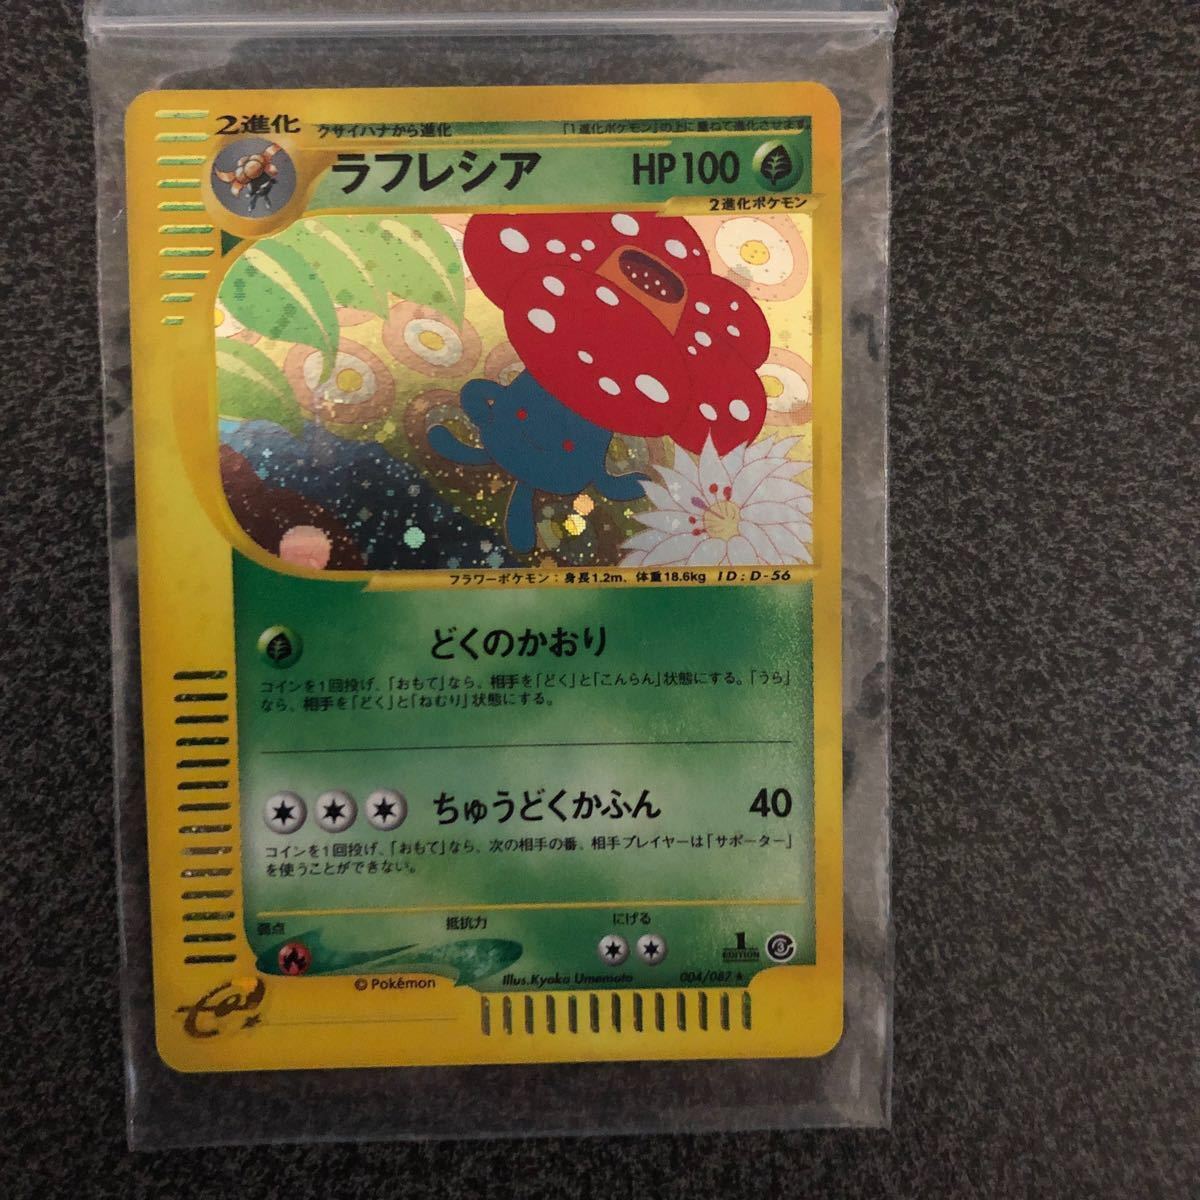 2進化 クサイハナから進化 「1進化ポケモン」の上に重ねて進化させます。
ラフレシア HP100
2進化ポケモン
フラワーポケモン：身長1.2m、体重18.6kg ID:D-56
どくのかおり
コインを1回投げ、「おもて」なら、相手を「どく」と「こんらん」状態にする。「うら」
なら、相手を「どく」と「ねむり」状態にする。
ちゅうどくかふん 40
コインを1回投げ、「おもて」なら、次の相手の番、相手プレイヤーは「サポーター」
を使うことができない。
弱点 抵抗力 にげる
1 EDITION 3
© Pokémon Illus.Kyoko Umemoto 004/087 ★